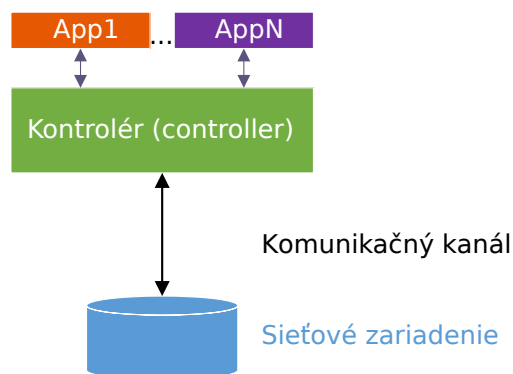 App1 ... AppN
Kontrolér (controller)
Komunikačný kanál
Sieťové zariadenie